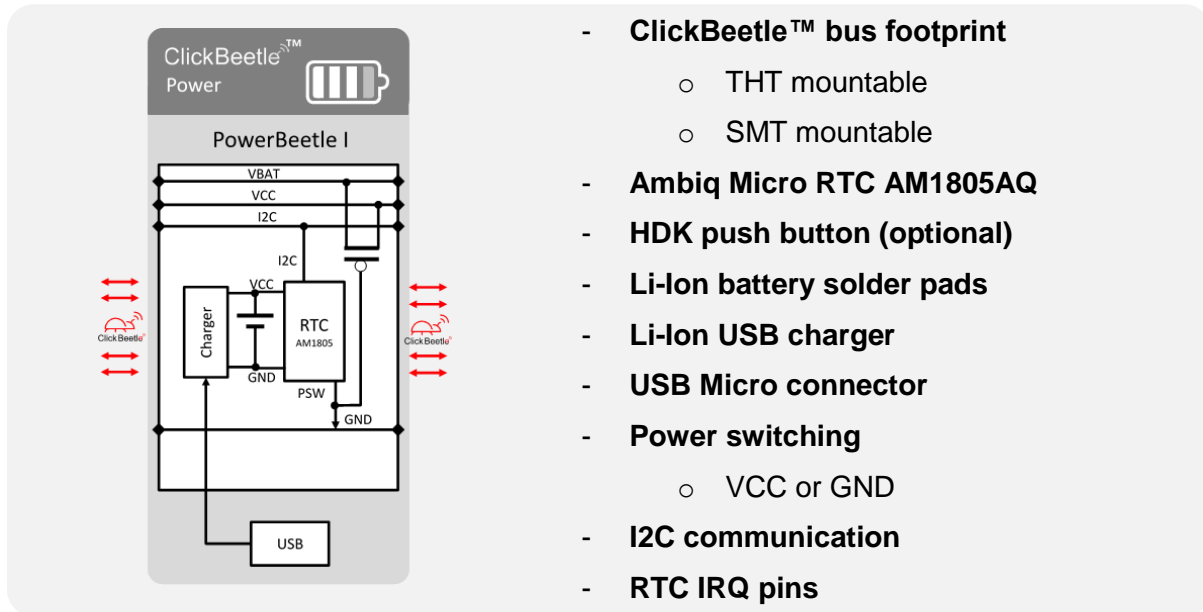 ClickBeetle™
Power
PowerBeetle I
VBAT
VCC
I2C
I2C
VCC
Charger
RTC
AM1805
GND
PSW
GND
USB
ClickBeetle
ClickBeetle
- ClickBeetle™ bus footprint
o THT mountable
o SMT mountable
- Ambiq Micro RTC AM1805AQ
- HDK push button (optional)
- Li-Ion battery solder pads
- Li-Ion USB charger
- USB Micro connector
- Power switching
o VCC or GND
- I2C communication
- RTC IRQ pins